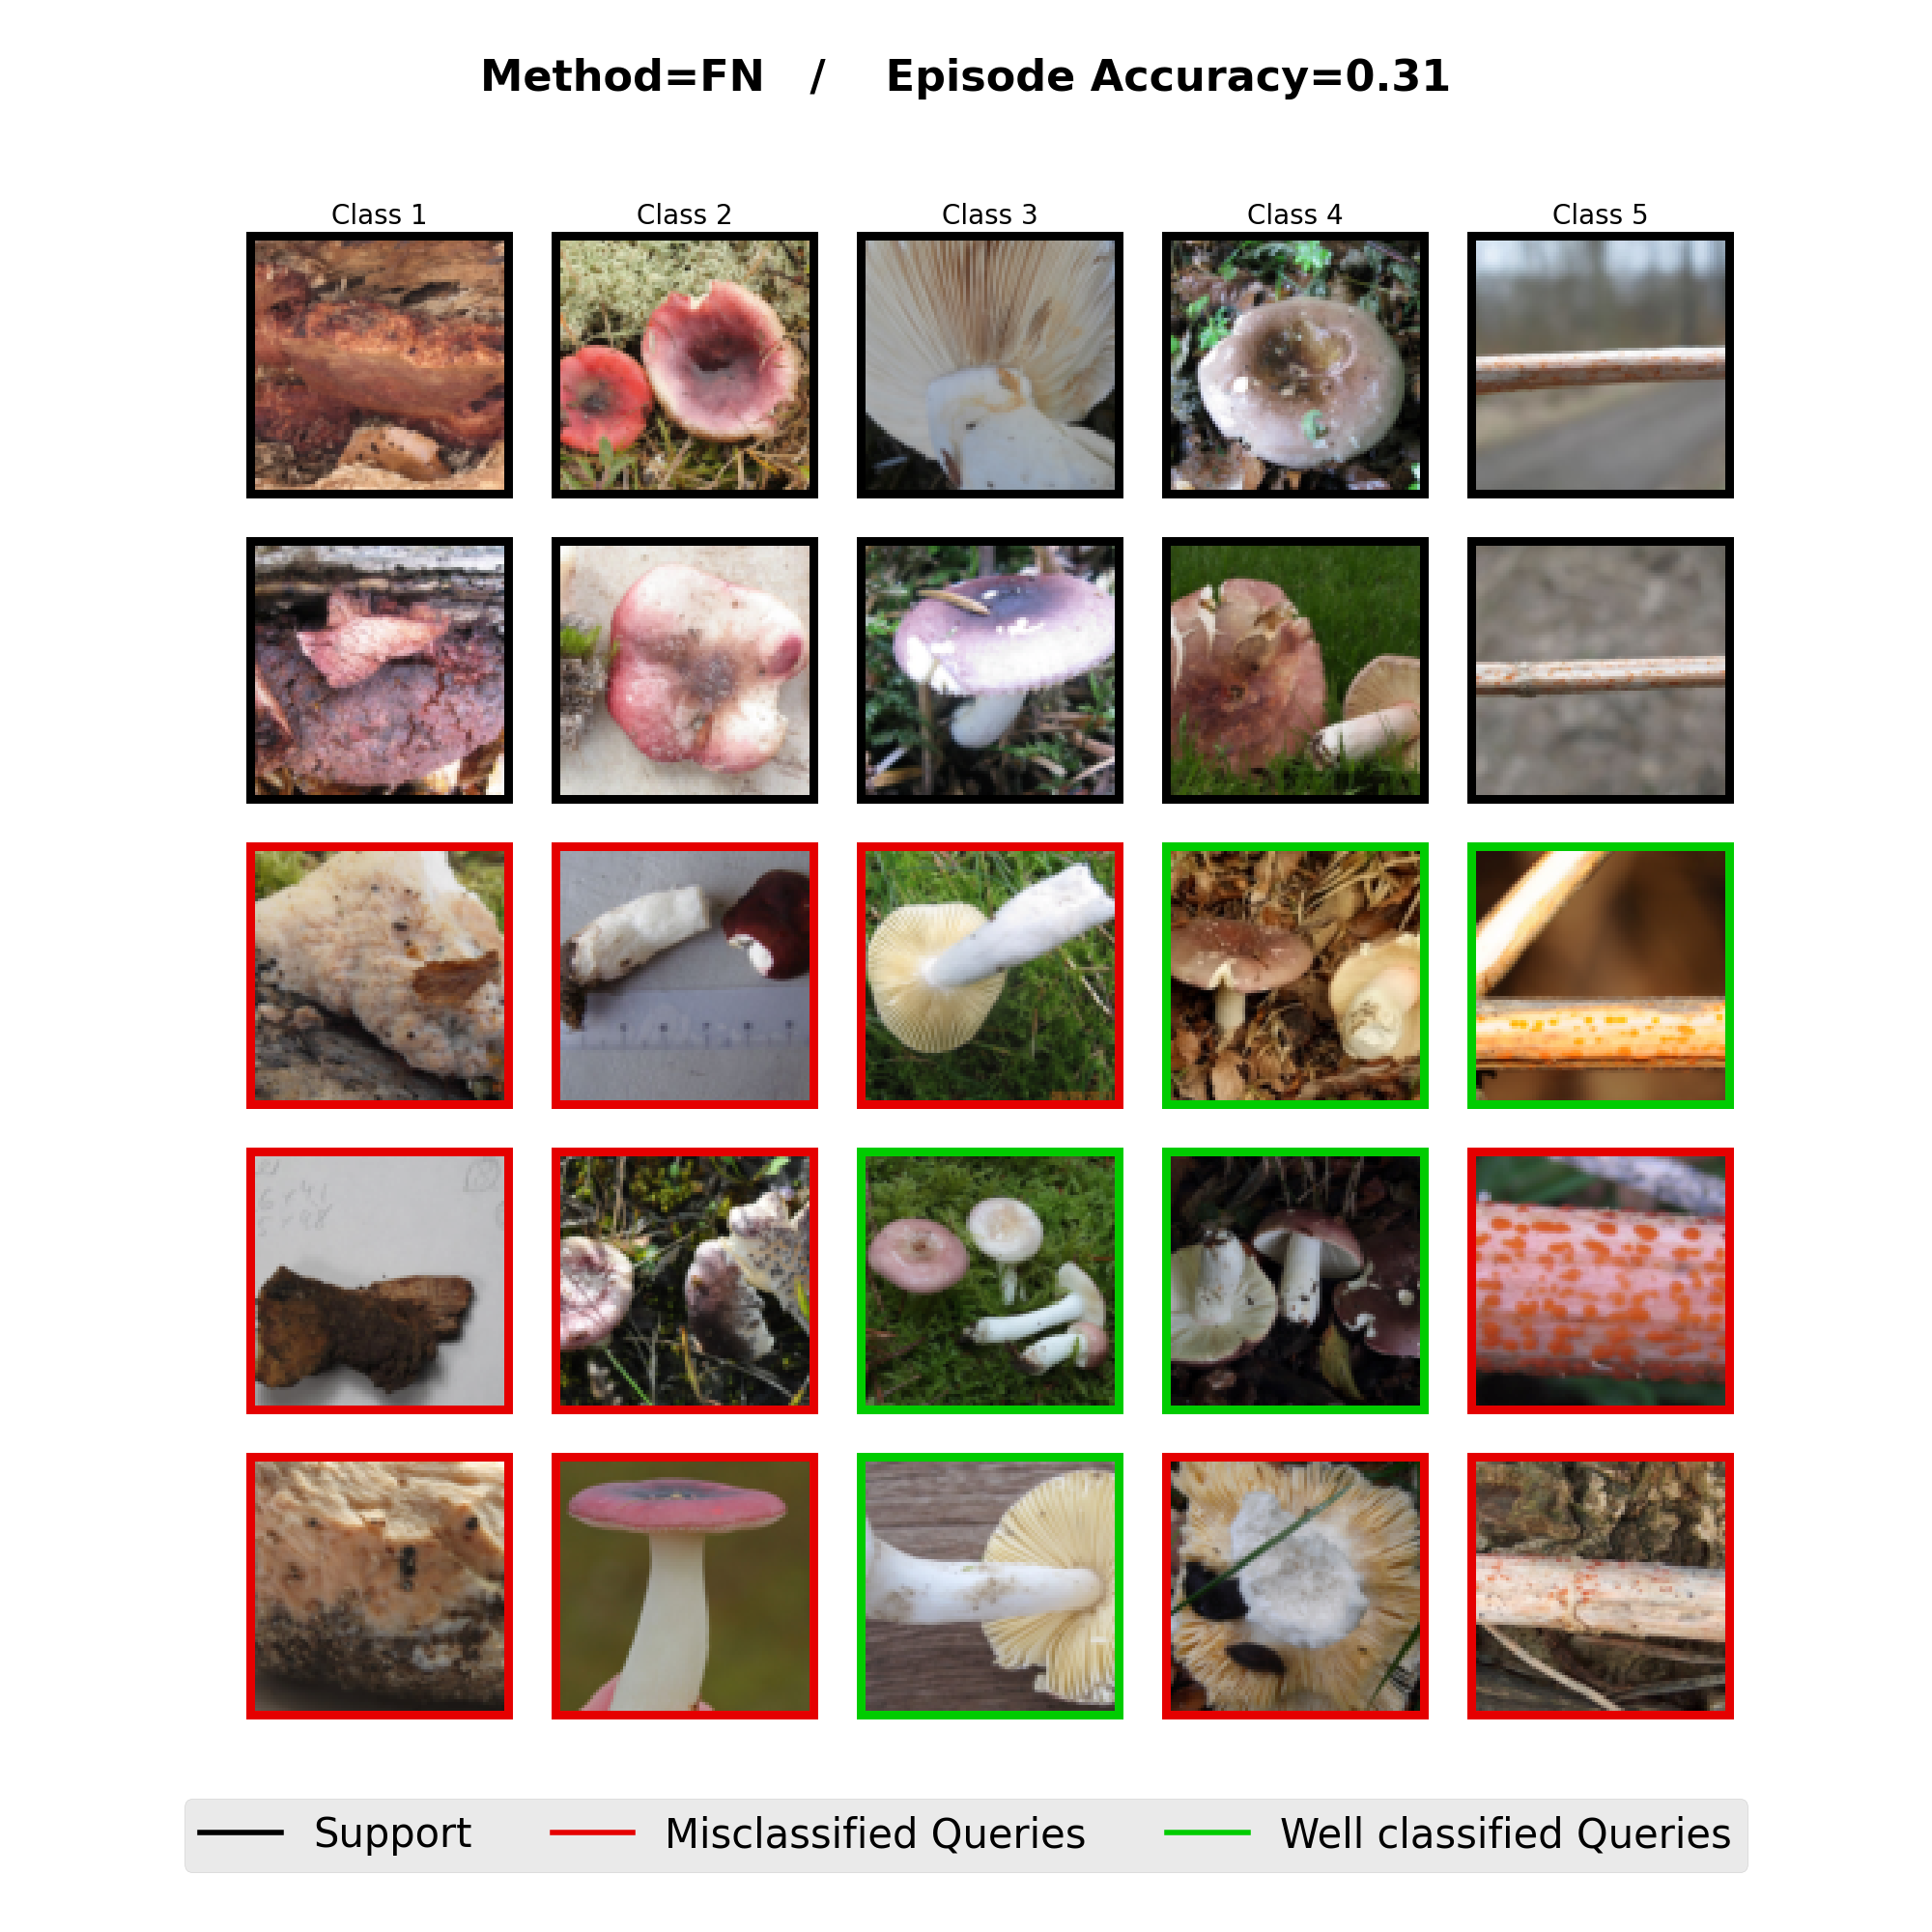 Method=FN / Episode Accuracy=0.31
Class 1 Class 2 Class 3 Class 4 Class 5
Support Misclassified Queries Well classified Queries